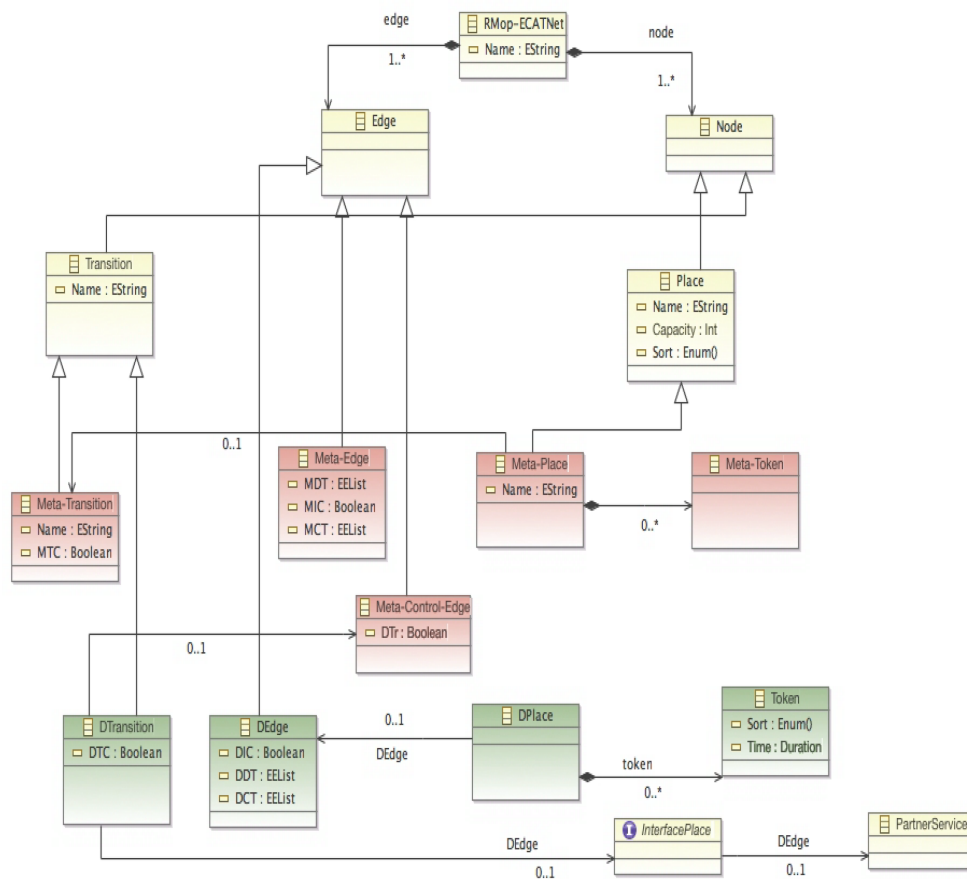 edge
RMop-ECATNet
Name : EString
node
1..*
1..*
Edge
Node
Transition
Name : EString
Place
Name : EString
Capacity : Int
Sort : Enum()
0..1
Meta-Edge
MDT : EEList
MIC : Boolean
MCT : EEList
Meta-Place
Name : EString
Meta-Token
0..*
Meta-Transition
Name : EString
MTC : Boolean
Meta-Control-Edge
DTr : Boolean
0..1
DTransition
DTC : Boolean
DEdge
DIC : Boolean
DDT : EEList
DCT : EEList
0..1
DEdge
DPlace
token
0..*
Token
Sort : Enum()
Time : Duration
DEdge
0..1
I
InterfacePlace
DEdge
0..1
PartnerService